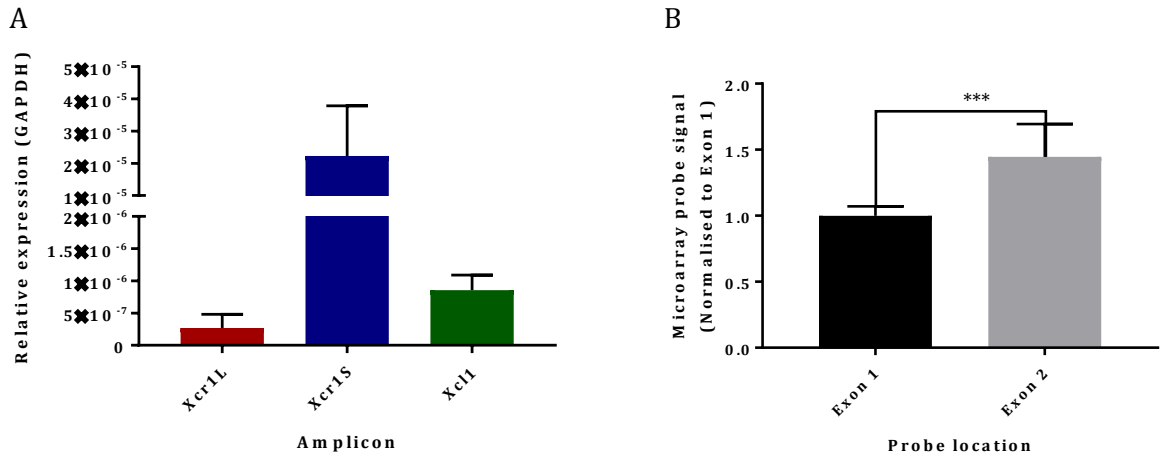 A
Relative expression (GAPDH)
5✖10 -5
4✖10 -5
3✖10 -5
2✖10 -5
1✖10 -5
2✖10 -6
1.5✖10 -6
1✖10 -6
5✖10 -7
0
Xcr1L
Xcr1S
Xcl1
Amplicon
B
Microarray probe signal
(Normalised to Exon 1)
2.0
1.5
1.0
0.5
0.0
***
Exon 1
Exon 2
Probe location